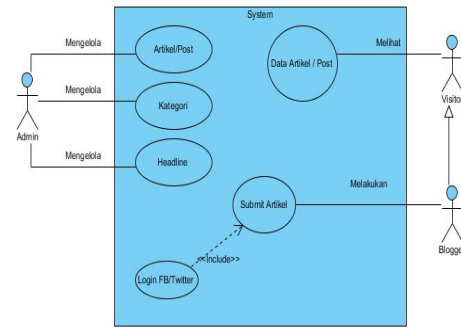 System
Mengelola
Artikel/Post
Data Artikel / Post
Melihat
Visitor
Mengelola
Kategori
Admin
Mengelola
Headline
Submit Artikel
Melakukan
<<Include>>
Login FB/Twitter
Blogge